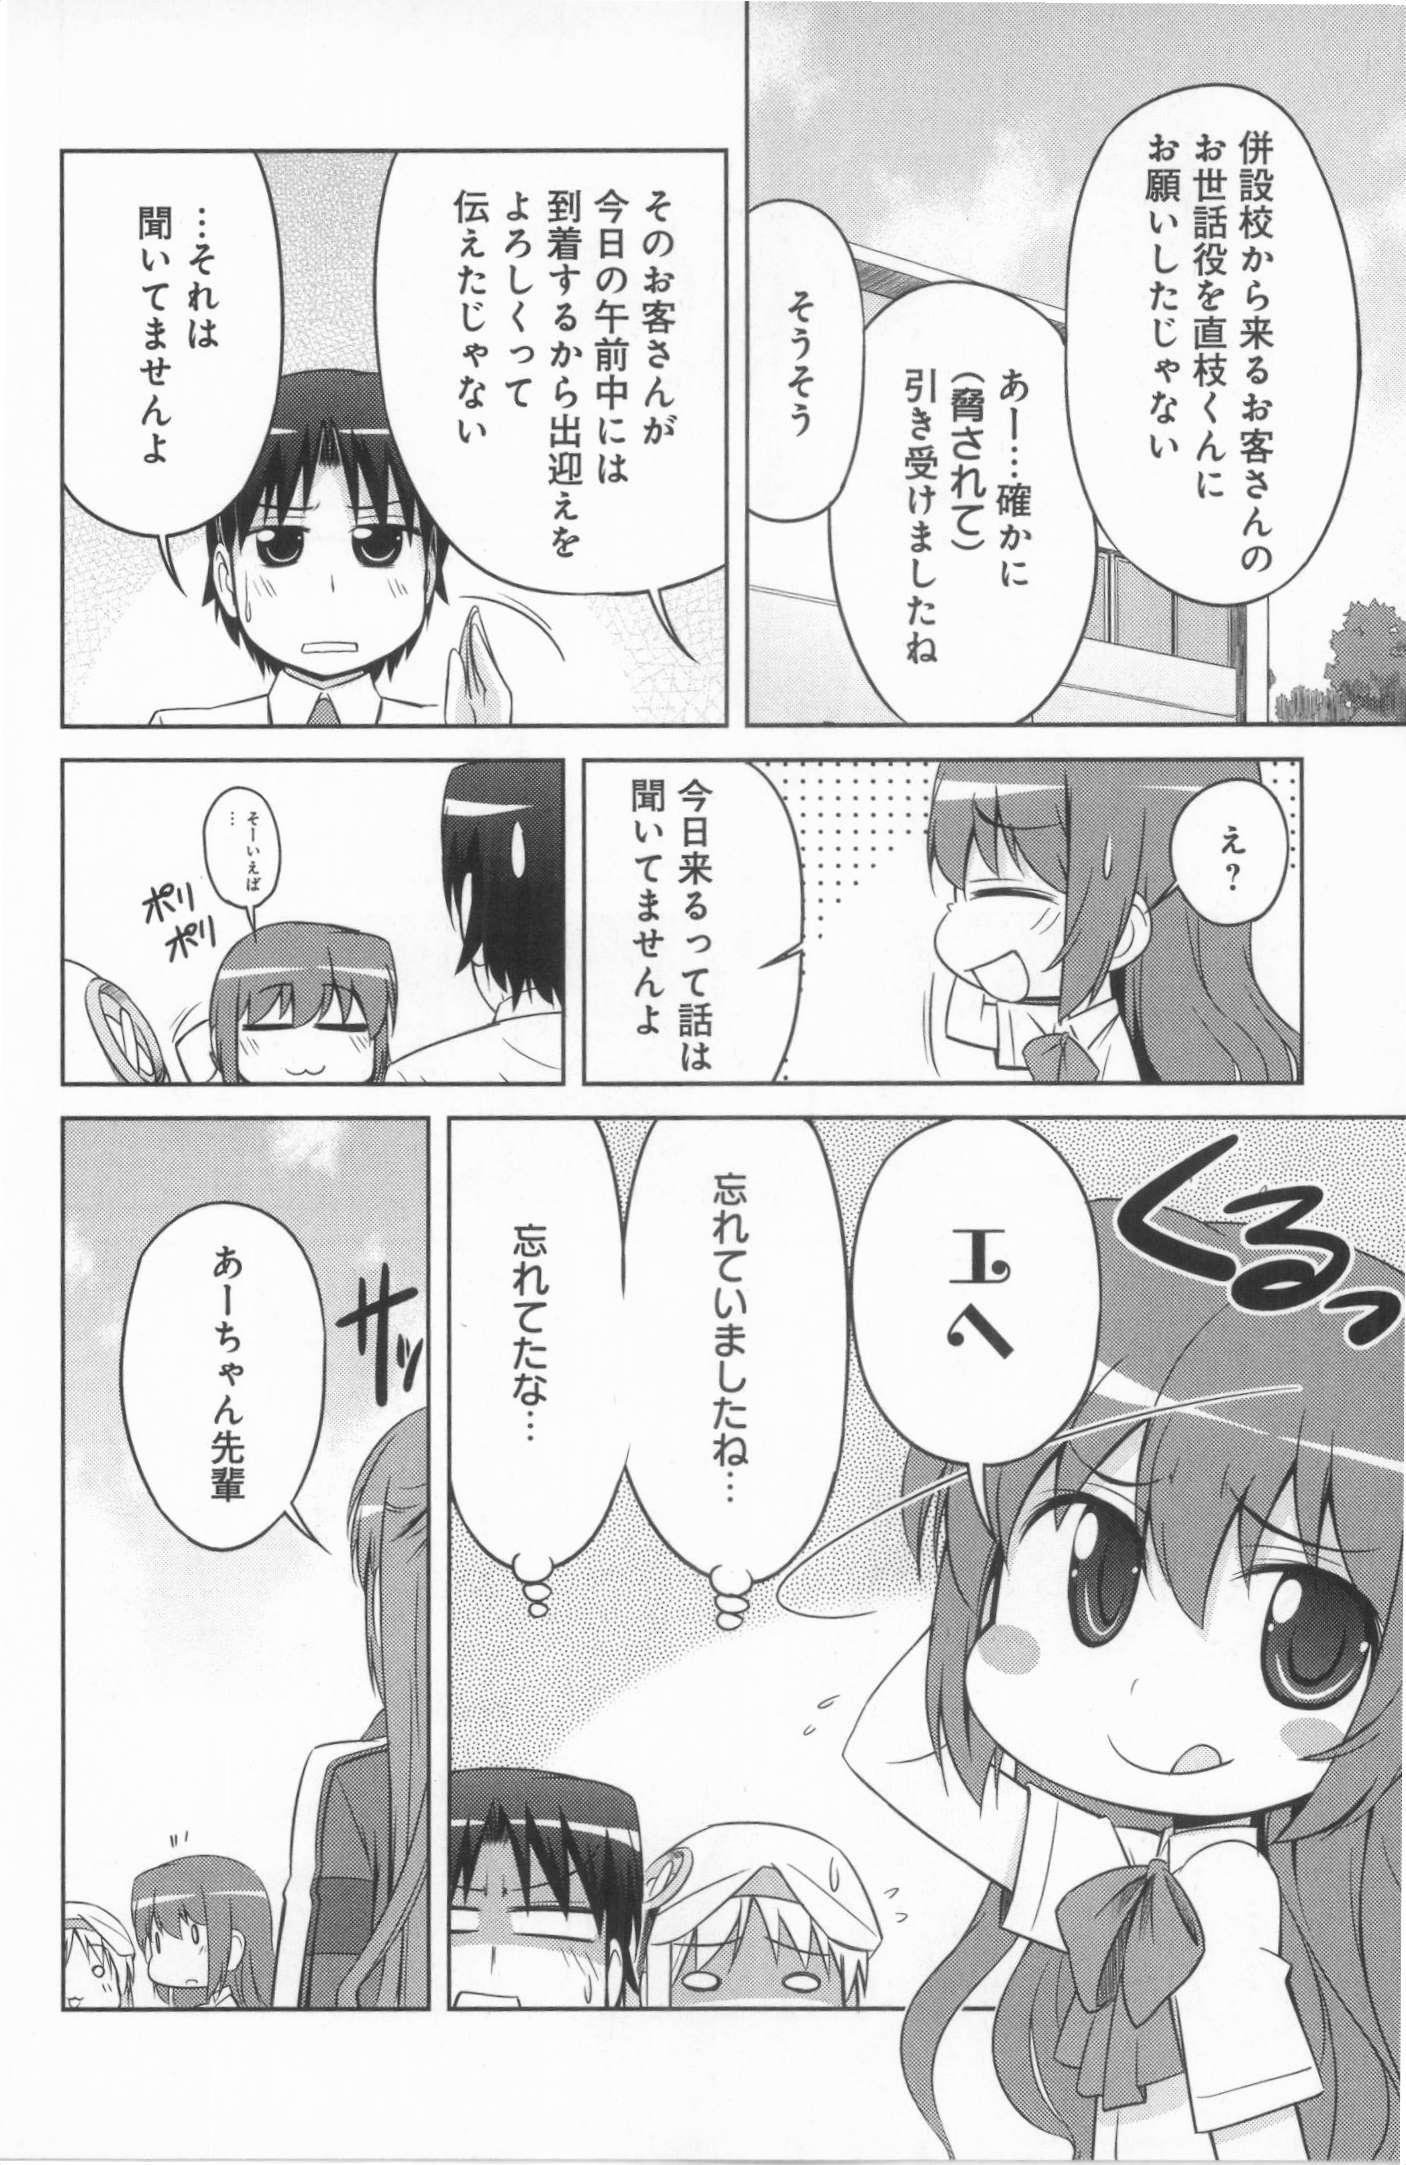 併設校から来るお客さんの
お世話役を直枝くんに
お願いしたじゃない
あー…確かに
(脅されて)
引き受けましたね
そうそう
そのお客さんが
今日の午前中には
到着するから出迎えを
よろしくって
伝えたじゃない
…それは
聞いてませんよ
え?
今日来るって話は
聞いてませんよ
そーいえば
…
ポリ
ポリ
くるっ
エヘ
忘れていましたね…
忘れてたな…
ザッ
あーちゃん先輩